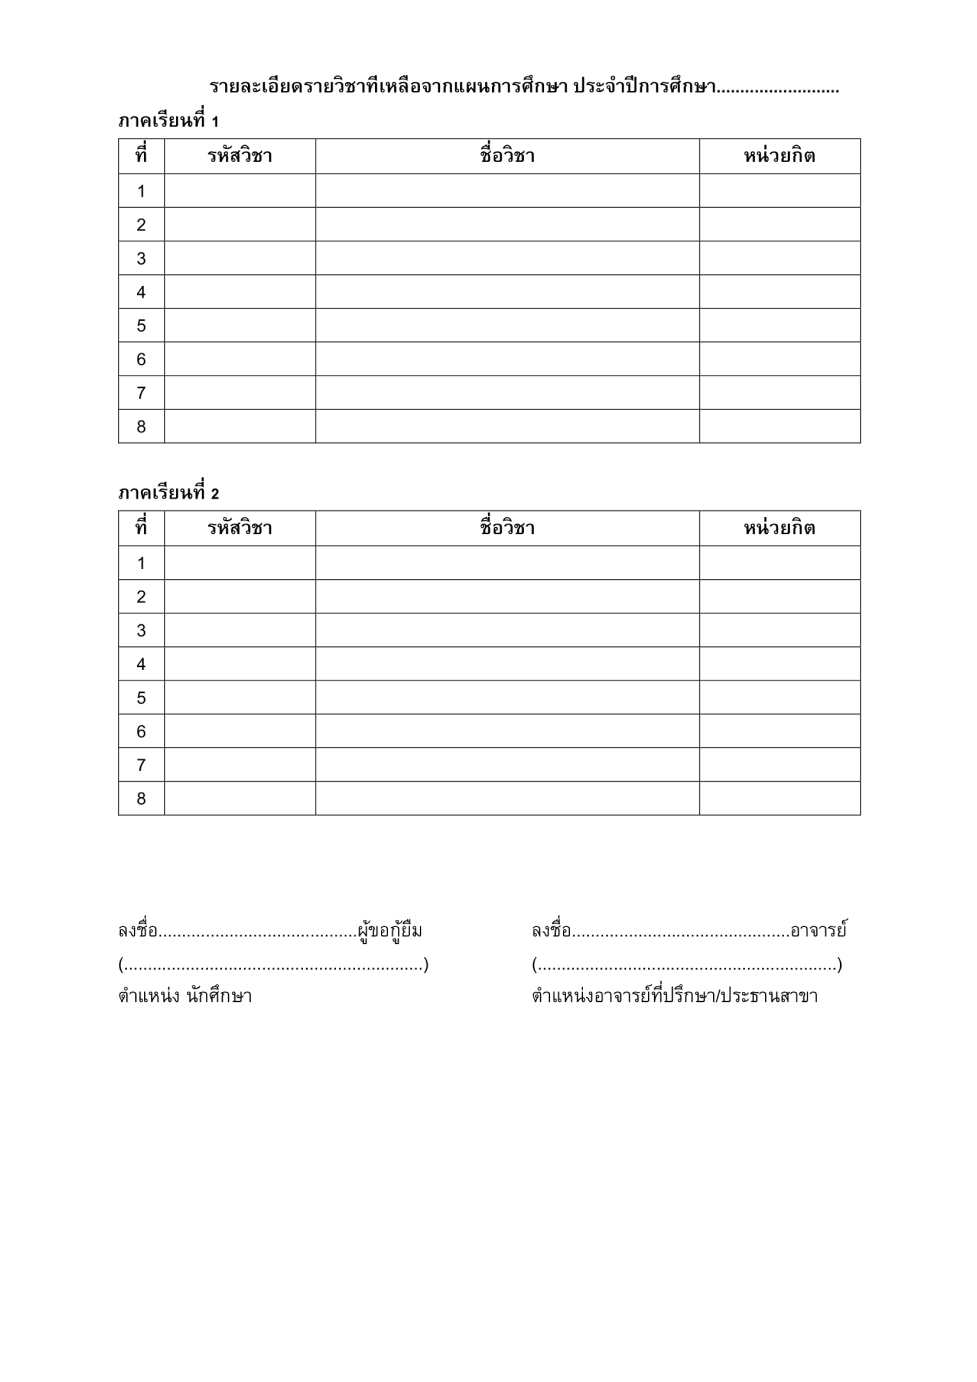 รายละเอียดรายวิชาที่เหลือจากแผนการศึกษา ประจำปีการศึกษา..........................
ภาคเรียนที่ 1
ที่ รหัสวิชา ชื่อวิชา หน่วยกิต
1
2
3
4
5
6
7
8
ภาคเรียนที่ 2
ที่ รหัสวิชา ชื่อวิชา หน่วยกิต
1
2
3
4
5
6
7
8
ลงชื่อ..........................................ผู้ขอกู้ยืม ลงชื่อ..............................................อาจารย์
(...............................................................) (...............................................................)
ตำแหน่ง นักศึกษา ตำแหน่งอาจารย์ที่ปรึกษา/ประธานสาขา